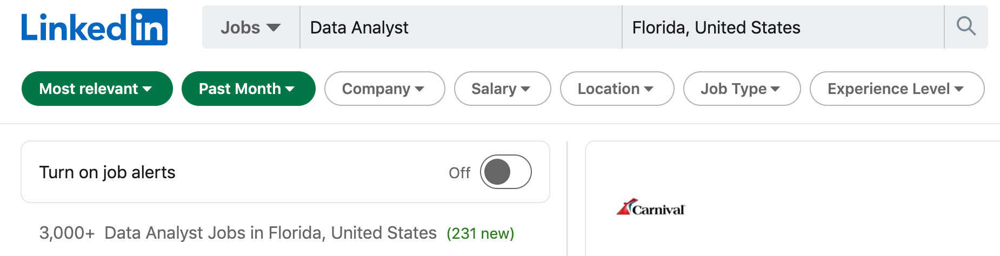 LinkedIn Jobs Data Analyst Florida, United States
Most relevant Past Month Company Salary Location Job Type Experience Level
Turn on job alerts Off
Carnival
3,000+ Data Analyst Jobs in Florida, United States (231 new)